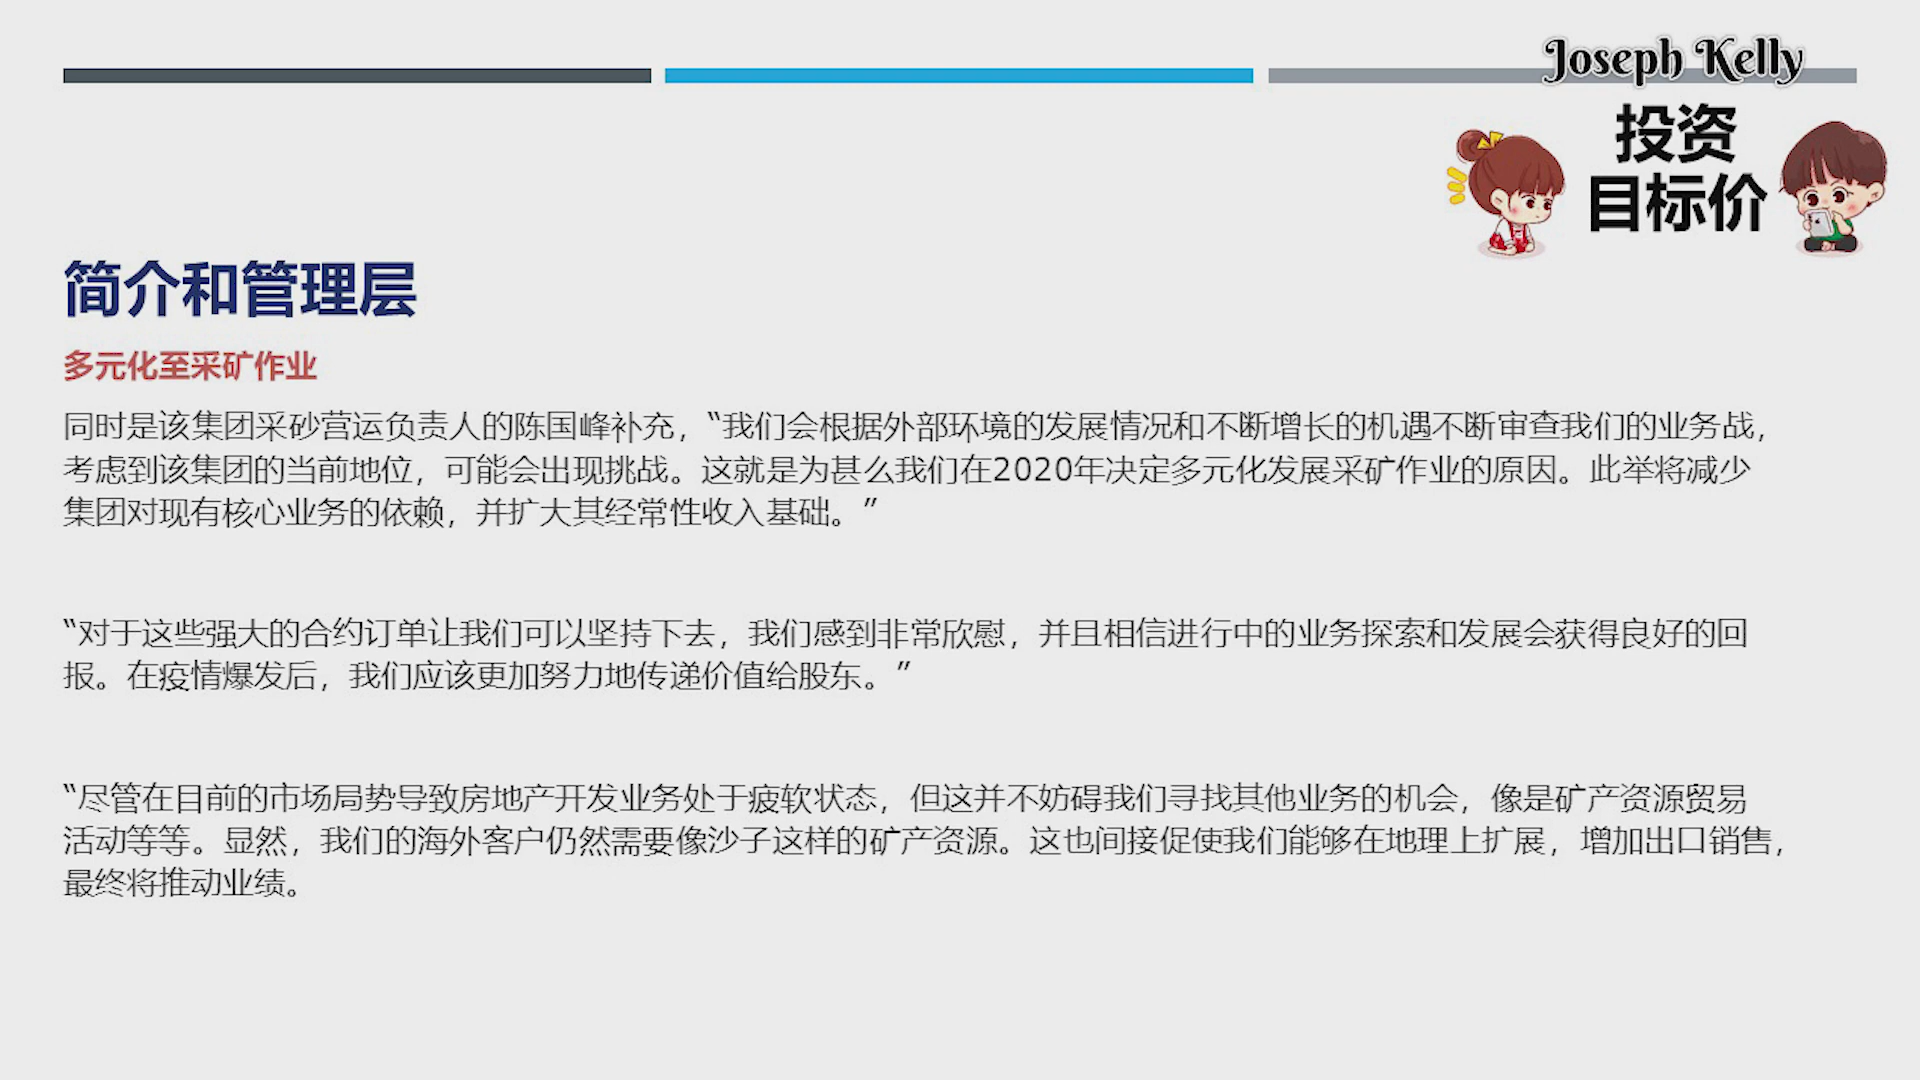 Joseph Kelly
投资
目标价
简介和管理层
多元化至采矿作业
同时是该集团采砂营运负责人的陈国峰补充，“我们会根据外部环境的发展情况和不断增长的机遇不断审查我们的业务战，
考虑到该集团的当前地位，可能会出现挑战。这就是为甚么我们在2020年决定多元化发展采矿作业的原因。此举将减少
集团对现有核心业务的依赖，并扩大其经常性收入基础。”
“对于这些强大的合约订单让我们可以坚持下去，我们感到非常欣慰，并且相信进行中的业务探索和发展会获得良好的回
报。在疫情爆发后，我们应该更加努力地传递价值给股东。”
“尽管在目前的市场局势导致房地产开发业务处于疲软状态，但这并不妨碍我们寻找其他业务的机会，像是矿产资源贸易
活动等等。显然，我们的海外客户仍然需要像沙子这样的矿产资源。这也间接促使我们能够在地理上扩展，增加出口销售，
最终将推动业绩。